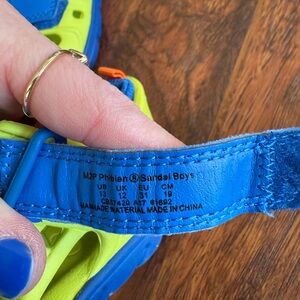 M2P Phibian ® Sandal Boys
US UK EU CM
13 12 31 19
MANMADE MATERIAL MADE IN CHINA